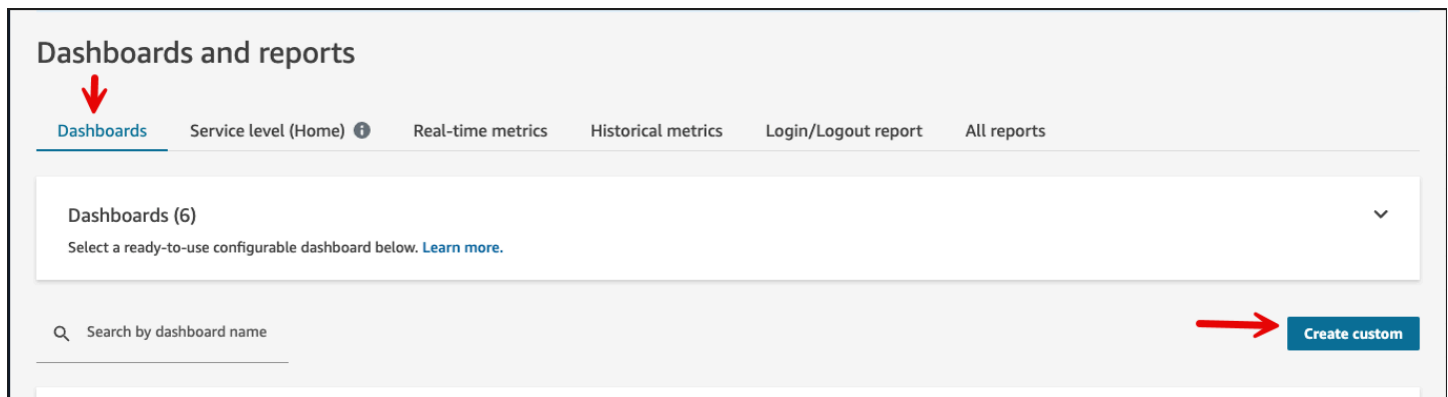 Dashboards and reports
Dashboards Service level (Home) Real-time metrics Historical metrics Login/Logout report All reports
Dashboards (6)
Select a ready-to-use configurable dashboard below. Learn more.
Search by dashboard name
Create custom